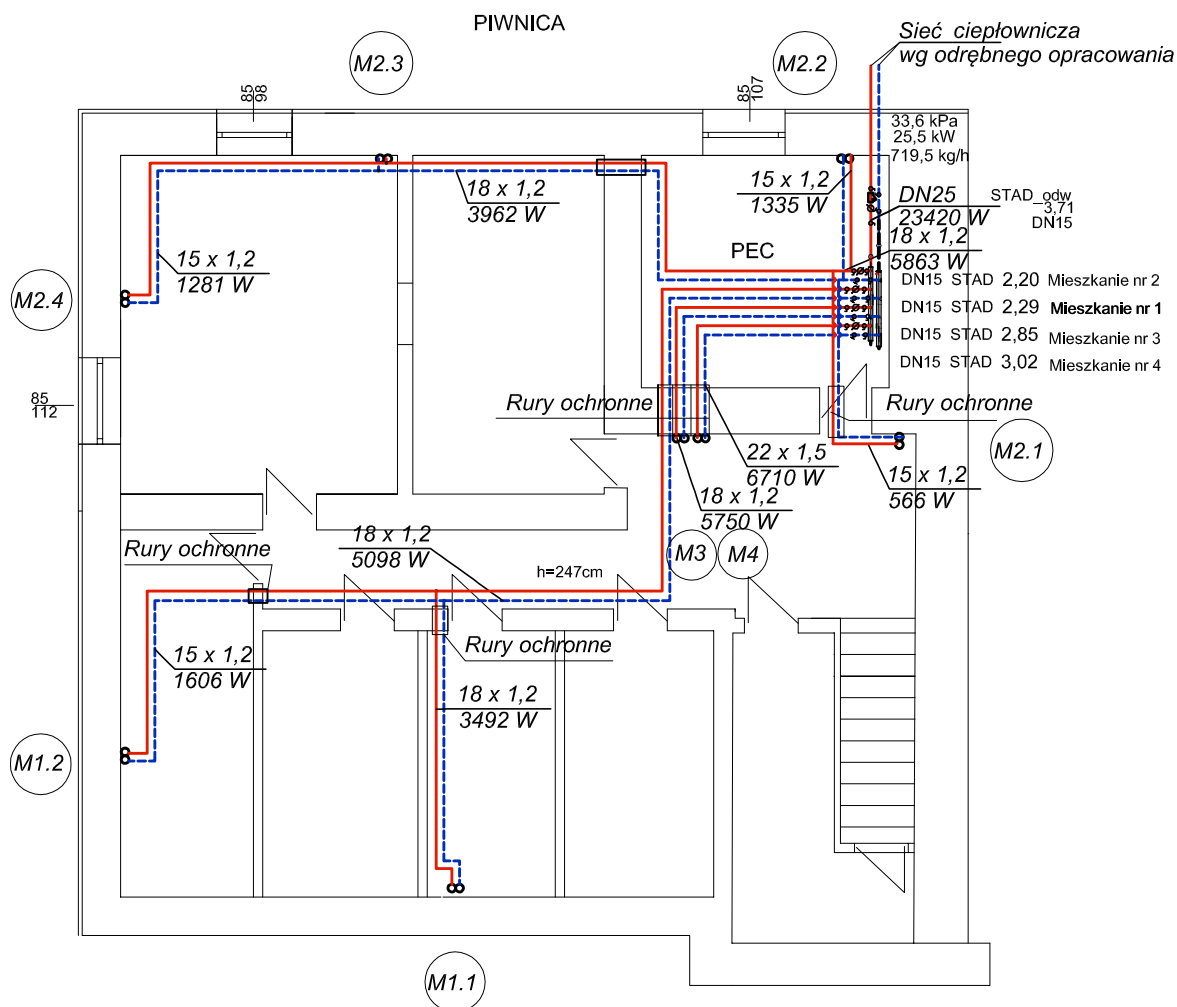 PIWNICA
Sieć ciepłownicza
wg odrębnego opracowania
M2.3
M2.2
85
98
85
107
33,6 kPa
25,5 kW
719,5 kg/h
18 x 1,2
3962 W
15 x 1,2
1335 W
DN25
23420 W
STAD_odw
3,71
DN15
18 x 1,2
5863 W
PEC
15 x 1,2
1281 W
M2.4
DN15 STAD 2,20 Mieszkanie nr 2
DN15 STAD 2,29 Mieszkanie nr 1
DN15 STAD 2,85 Mieszkanie nr 3
DN15 STAD 3,02 Mieszkanie nr 4
85
112
Rury ochronne
Rury ochronne
M2.1
22 x 1,5
6710 W
15 x 1,2
566 W
18 x 1,2
5750 W
18 x 1,2
5098 W
Rury ochronne
M3
M4
h=247cm
Rury ochronne
15 x 1,2
1606 W
18 x 1,2
3492 W
M1.2
M1.1